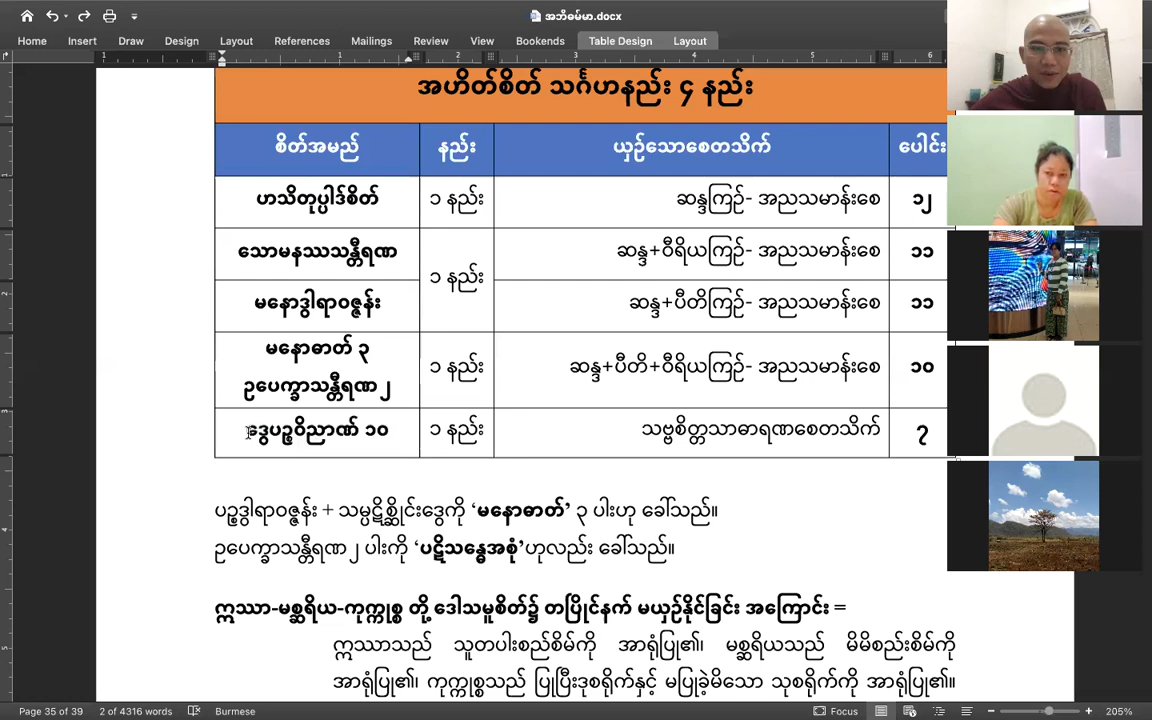 အဘိဓမ်မာ.docx
Home Insert Draw Design Layout References Mailings Review View Bookends Table Design Layout
1 1 2 3 4 5 6
အဟိတ်စိတ် သင်္ဂဟနည်း ၄ နည်း
စိတ်အမည် နည်း ယှဉ်သောစေတသိက် ပေါင်း
ဟသိတုပ္ပါဒ်စိတ် ၁ နည်း ဆန္ဒကြဉ်- အညသမာန်းစေ ၁၂
သောမနဿသန္တီရဏ ၁ နည်း ဆန္ဒ+ဝီရိယကြဉ်- အညသမာန်းစေ ၁၁
မနောဒွါရာဝဇ္ဇန်း ဆန္ဒ+ပီတိကြဉ်- အညသမာန်းစေ ၁၁
မနောဓာတ် ၃
ဥပေက္ခာသန္တီရဏ၂ ၁ နည်း ဆန္ဒ+ပီတိ+ဝီရိယကြဉ်- အညသမာန်းစေ ၁၀
ဒွေပဉ္စဝိညာဏ် ၁၀ ၁ နည်း သဗ္ဗစိတ္တသာဓာရဏစေတသိက် ၇
ပဉ္စဒွါရာဝဇ္ဇန်း + သမ္ပဋိစ္ဆိုင်းဒွေကို ‘မနောဓာတ်’ ၃ ပါးဟု ခေါ်သည်။
ဥပေက္ခာသန္တီရဏ၂ ပါးကို ‘ပဋိသန္ဓေအစုံ’ဟုလည်း ခေါ်သည်။
ဣဿာ-မစ္ဆရိယ-ကုက္ကုစ္စ တို့ ဒေါသမူစိတ်၌ တပြိုင်နက် မယှဉ်နိုင်ခြင်း အကြောင်း =
ဣဿာသည် သူတပါးစည်စိမ်ကို အာရုံပြု၏၊ မစ္ဆရိယသည် မိမိစည်းစိမ်ကို
အာရုံပြု၏၊ ကုက္ကုစ္စသည် ပြုပြီးဒုစရိုက်နှင့် မပြုခဲ့မိသော သုစရိုက်ကို အာရုံပြု၏။
Page 35 of 39 2 of 4316 words Burmese Focus 205%